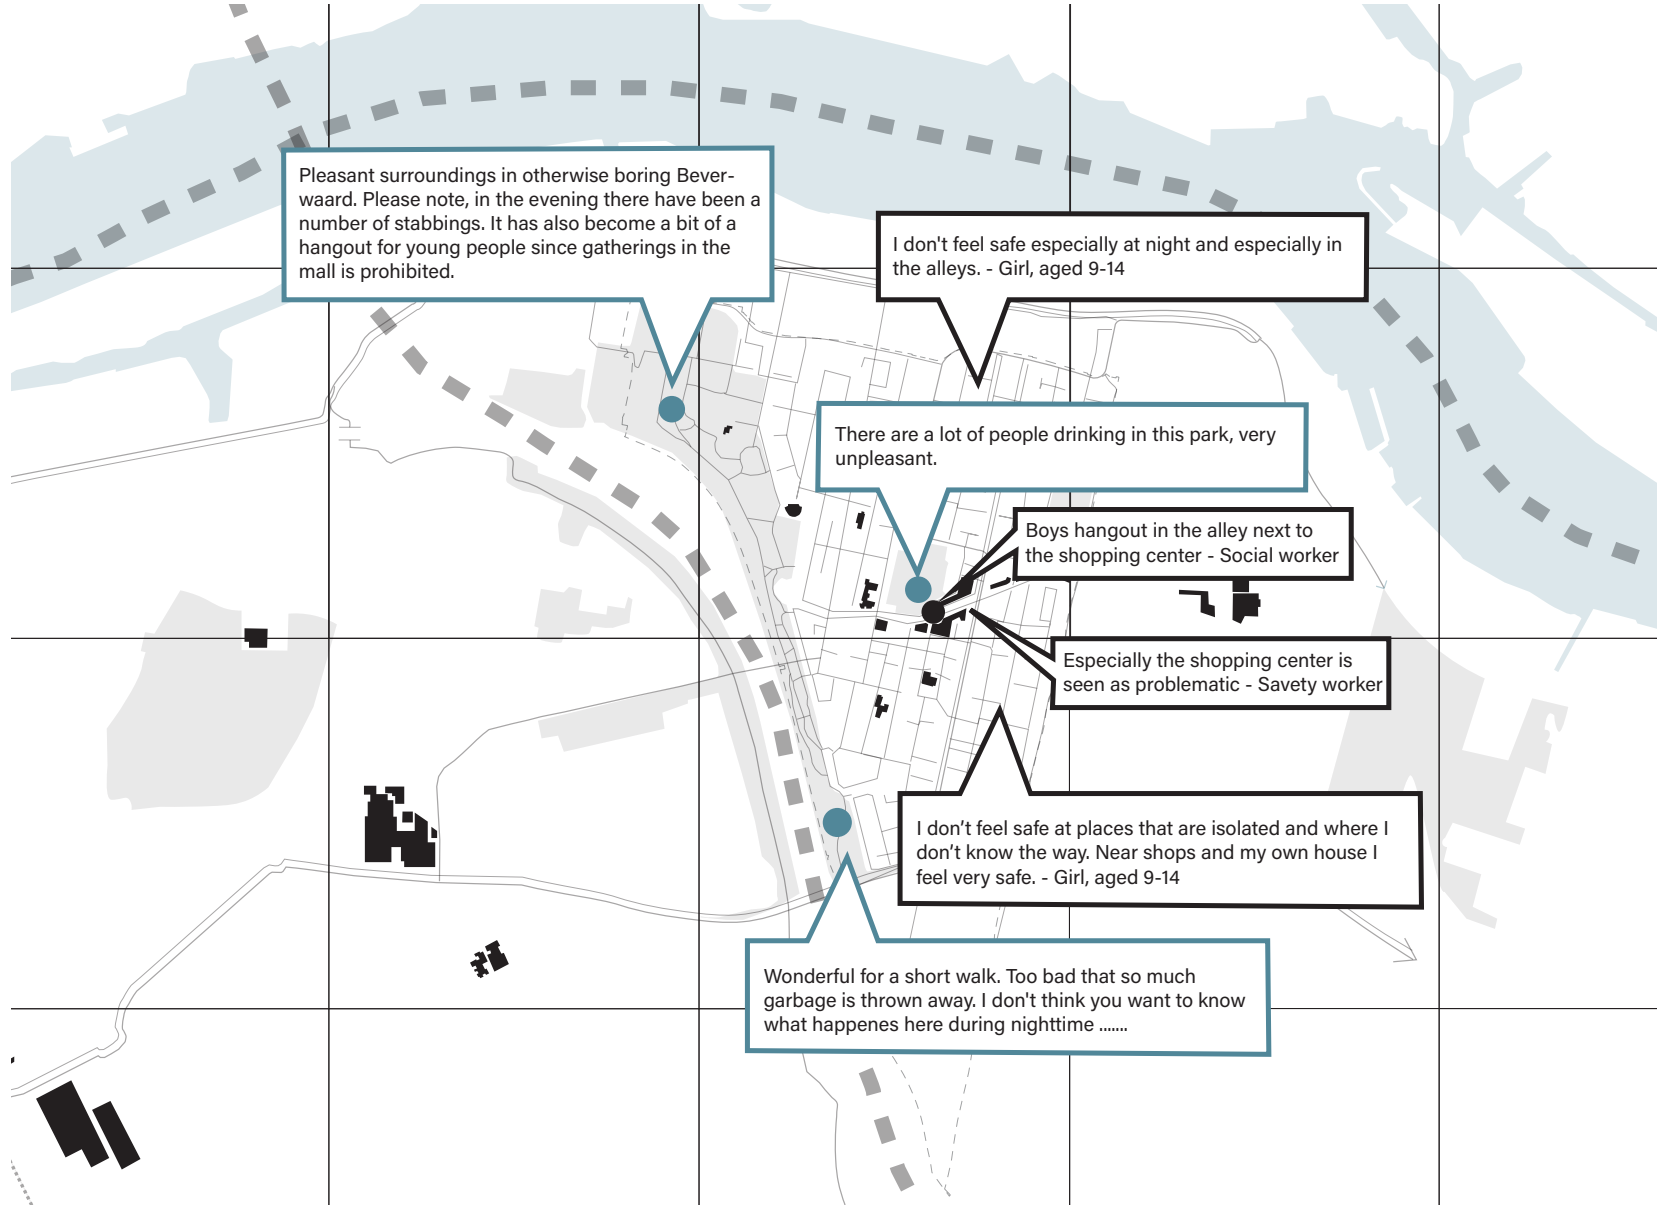 Pleasant surroundings in otherwise boring Bever-
waard. Please note, in the evening there have been a
number of stabbings. It has also become a bit of a
hangout for young people since gatherings in the
mall is prohibited.
I don't feel safe especially at night and especially in
the alleys. - Girl, aged 9-14
There are a lot of people drinking in this park, very
unpleasant.
Boys hangout in the alley next to
the shopping center - Social worker
Especially the shopping center is
seen as problematic - Savety worker
I don’t feel safe at places that are isolated and where I
don’t know the way. Near shops and my own house I
feel very safe. - Girl, aged 9-14
Wonderful for a short walk. Too bad that so much
garbage is thrown away. I don't think you want to know
what happenes here during nighttime .......